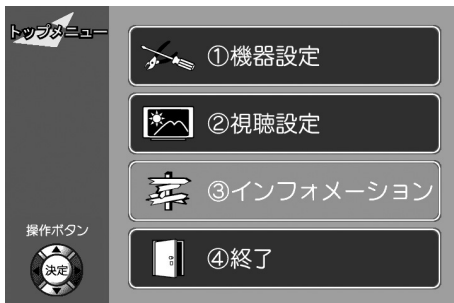 トップメニュー
①機器設定
②視聴設定
③インフォメーション
④終了
操作ボタン
決定